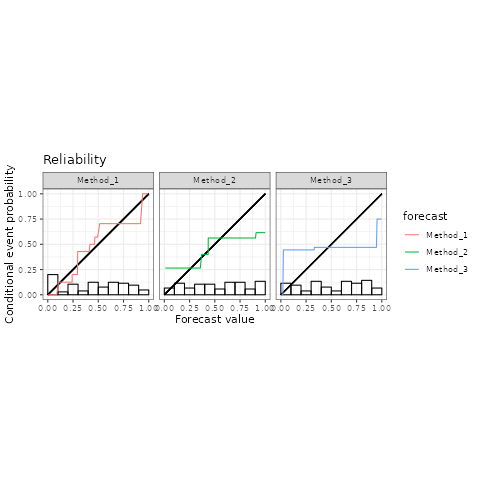 Reliability
Method_1 Method_2 Method_3
1.00
0.75
0.50
0.25
0.00
0.00 0.25 0.50 0.75 1.00 0.00 0.25 0.50 0.75 1.00 0.00 0.25 0.50 0.75 1.00
Forecast value
Conditional event probability
forecast
Method_1
Method_2
Method_3